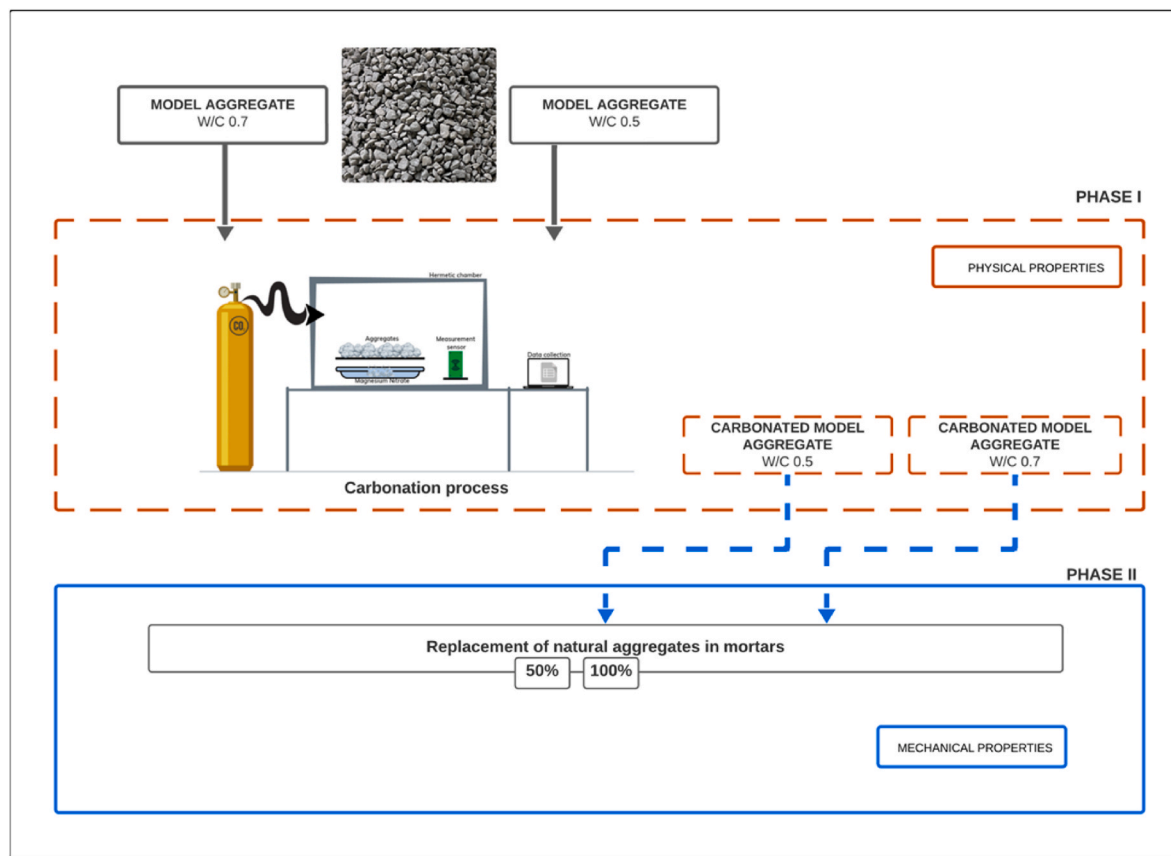 MODEL AGGREGATE
W/C 0.7
MODEL AGGREGATE
W/C 0.5
PHASE I
PHYSICAL PROPERTIES
Hermetic chamber
CO₂
Aggregates
Measurement
sensor
Magnesium nitrate
Data collection
CARBONATED MODEL
AGGREGATE
W/C 0.5
CARBONATED MODEL
AGGREGATE
W/C 0.7
Carbonation process
PHASE II
Replacement of natural aggregates in mortars
50%
100%
MECHANICAL PROPERTIES